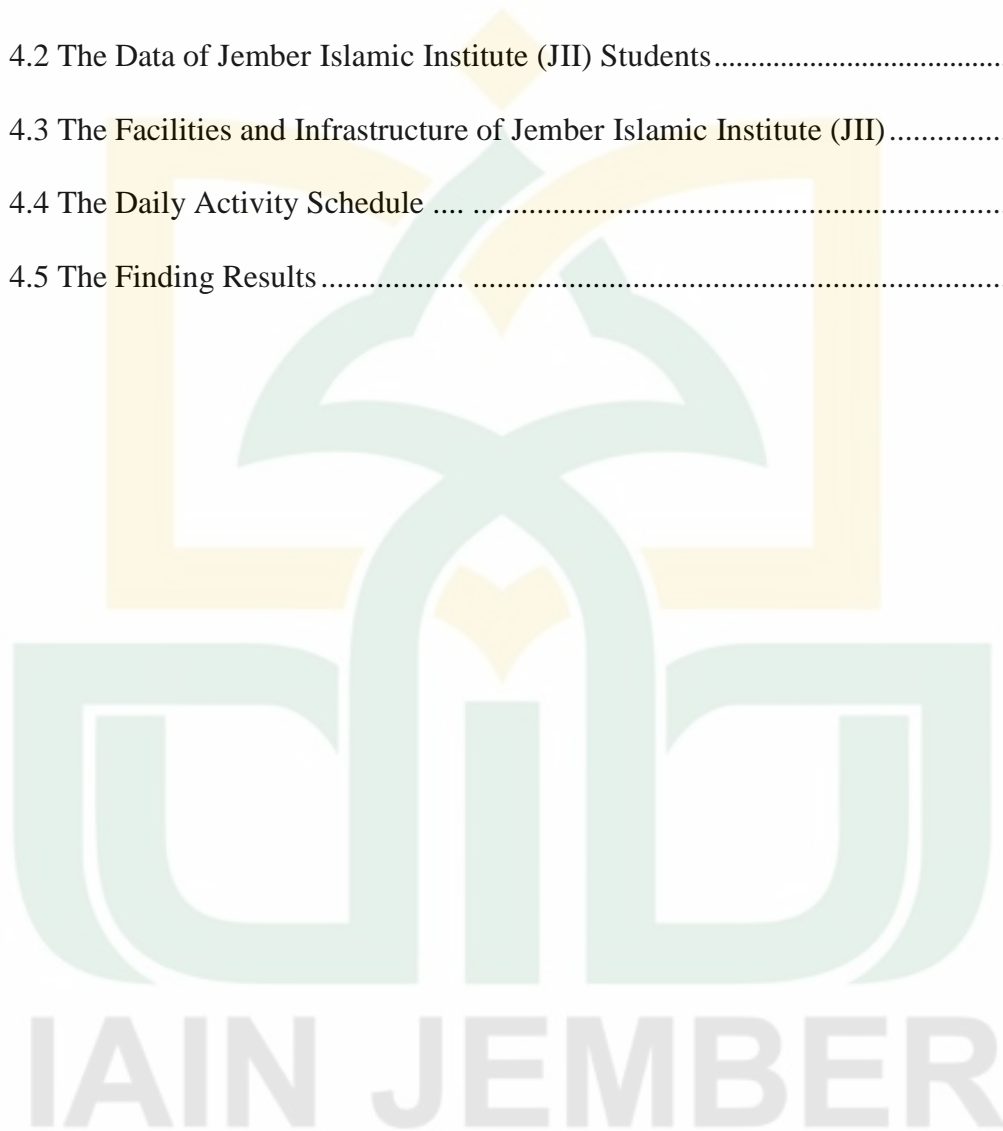 4.2 The Data of Jember Islamic Institute (JII) Students.......................................
4.3 The Facilities and Infrastructure of Jember Islamic Institute (JII)...............
4.4 The Daily Activity Schedule .... .......................................................................
4.5 The Finding Results................. .......................................................................
IAIN JEMBER